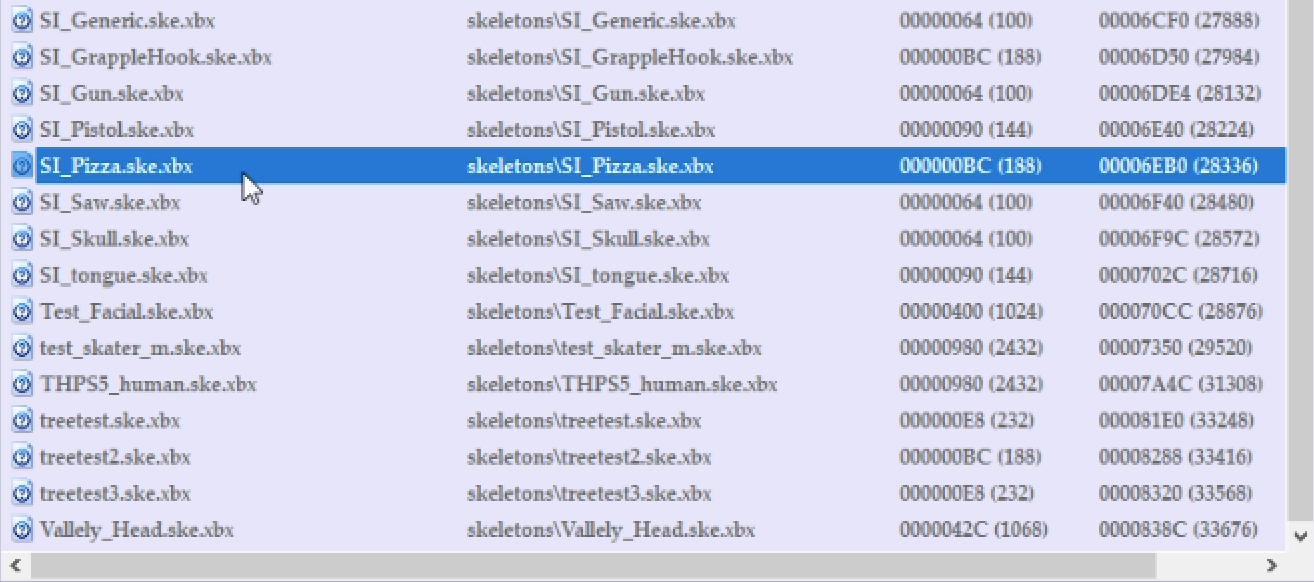 SI_Generic.ske.xbx skeletons\SI_Generic.ske.xbx 00000064 (100) 00006CF0 (27888)
SI_GrappleHook.ske.xbx skeletons\SI_GrappleHook.ske.xbx 000000BC (188) 00006D50 (27984)
SI_Gun.ske.xbx skeletons\SI_Gun.ske.xbx 00000064 (100) 00006DE4 (28132)
SI_Pistol.ske.xbx skeletons\SI_Pistol.ske.xbx 00000090 (144) 00006E40 (28224)
SI_Pizza.ske.xbx skeletons\SI_Pizza.ske.xbx 000000BC (188) 00006EB0 (28336)
SI_Saw.ske.xbx skeletons\SI_Saw.ske.xbx 00000064 (100) 00006F40 (28480)
SI_Skull.ske.xbx skeletons\SI_Skull.ske.xbx 00000064 (100) 00006F9C (28572)
SI_tongue.ske.xbx skeletons\SI_tongue.ske.xbx 00000090 (144) 0000702C (28716)
Test_Facial.ske.xbx skeletons\Test_Facial.ske.xbx 00000400 (1024) 000070CC (28876)
test_skater_m.ske.xbx skeletons\test_skater_m.ske.xbx 00000980 (2432) 00007350 (29520)
THPS5_human.ske.xbx skeletons\THPS5_human.ske.xbx 00000980 (2432) 00007A4C (31308)
treetest.ske.xbx skeletons\treetest.ske.xbx 000000E8 (232) 000081E0 (33248)
treetest2.ske.xbx skeletons\treetest2.ske.xbx 000000BC (188) 00008288 (33416)
treetest3.ske.xbx skeletons\treetest3.ske.xbx 000000E8 (232) 00008320 (33568)
Vallely_Head.ske.xbx skeletons\Vallely_Head.ske.xbx 0000042C (1068) 0000838C (33676)